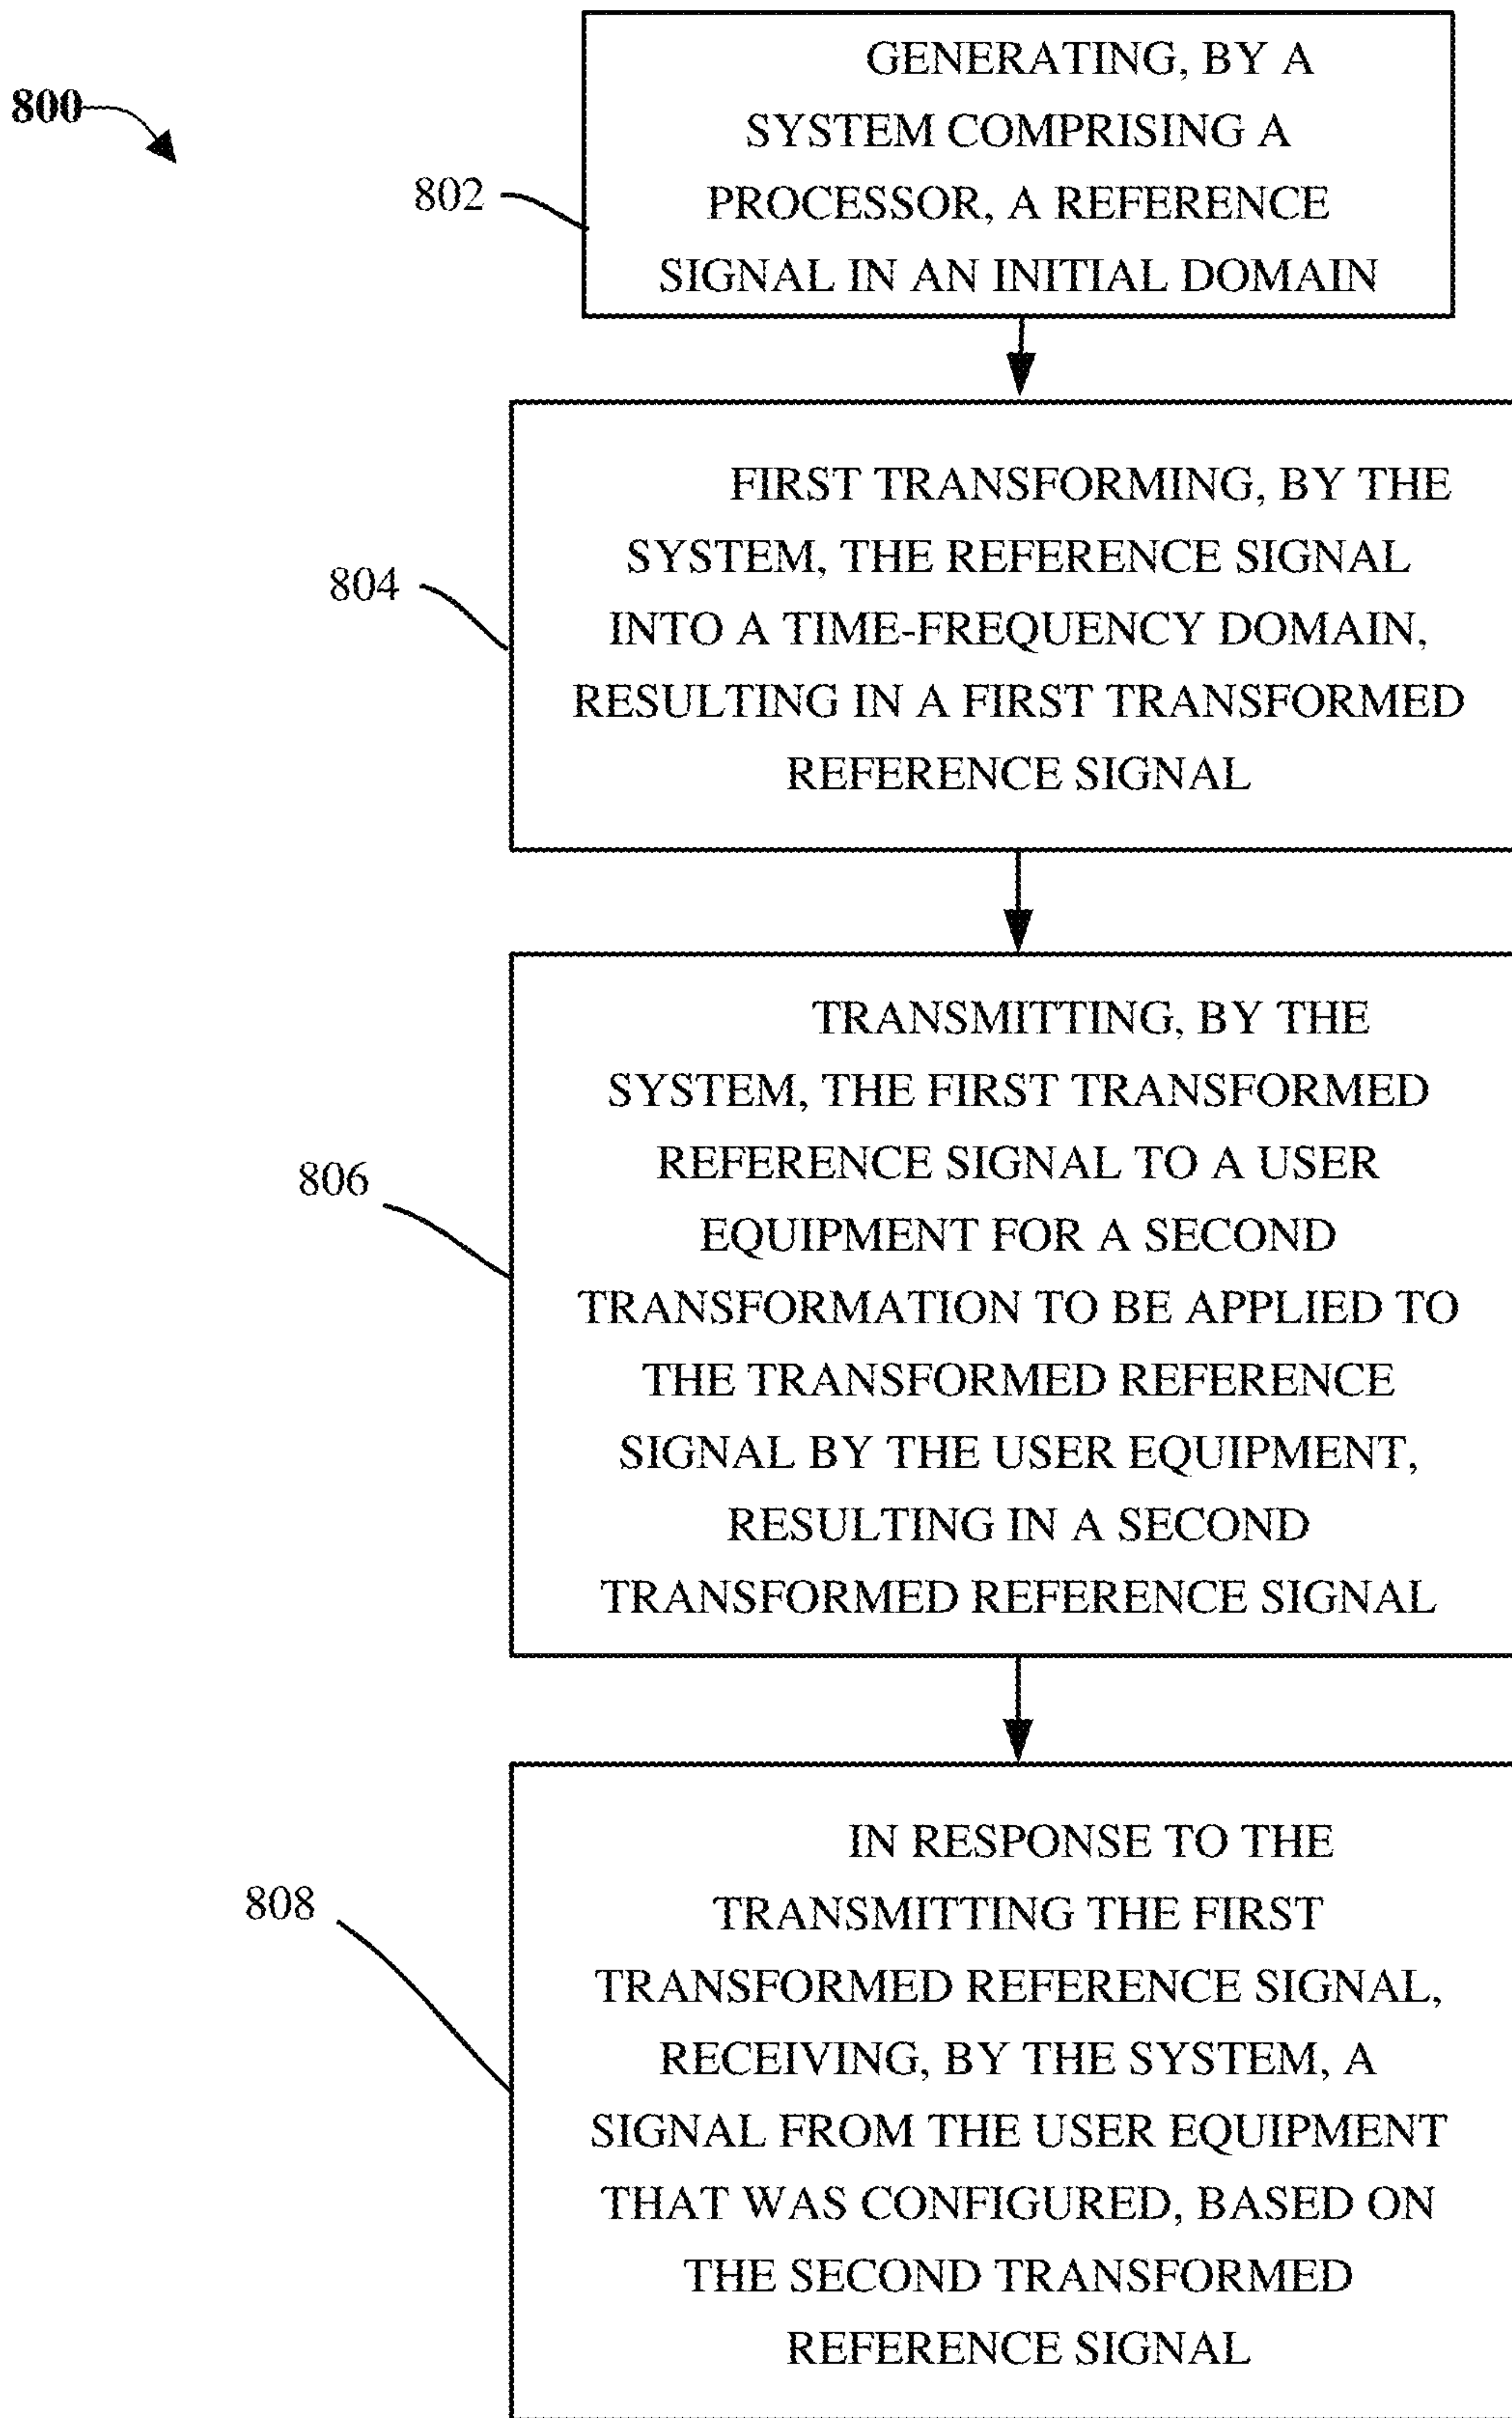 800
GENERATING, BY A
SYSTEM COMPRISING A
802
PROCESSOR, A REFERENCE
SIGNAL IN AN INITIAL DOMAIN
FIRST TRANSFORMING, BY THE
SYSTEM, THE REFERENCE SIGNAL
804
INTO A TIME-FREQUENCY DOMAIN,
RESULTING IN A FIRST TRANSFORMED
REFERENCE SIGNAL
TRANSMITTING, BY THE
SYSTEM, THE FIRST TRANSFORMED
REFERENCE SIGNAL TO A USER
806
EQUIPMENT FOR A SECOND
TRANSFORMATION TO BE APPLIED TO
THE TRANSFORMED REFERENCE
SIGNAL BY THE USER EQUIPMENT,
RESULTING IN A SECOND
TRANSFORMED REFERENCE SIGNAL
IN RESPONSE TO THE
808
TRANSMITTING THE FIRST
TRANSFORMED REFERENCE SIGNAL,
RECEIVING, BY THE SYSTEM, A
SIGNAL FROM THE USER EQUIPMENT
THAT WAS CONFIGURED, BASED ON
THE SECOND TRANSFORMED
REFERENCE SIGNAL